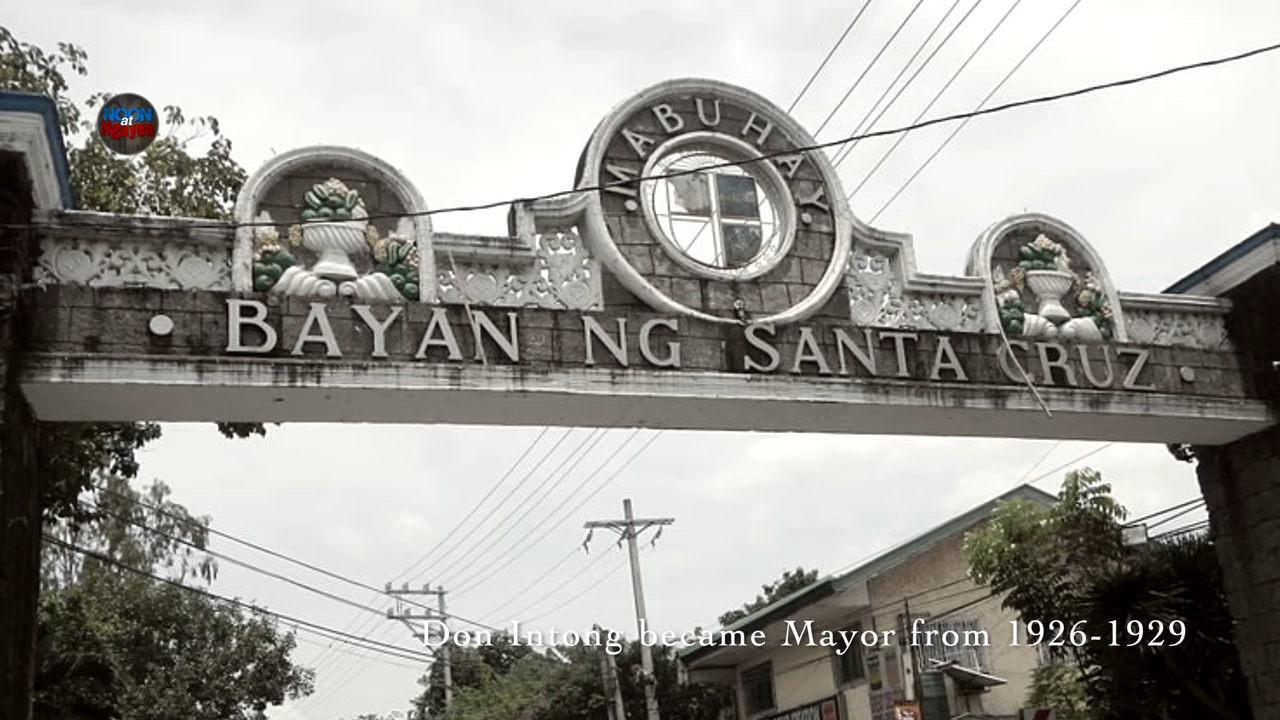 NOON
at
Ngayon
MABUHAY
BAYAN NG SANTA CRUZ
Don Intong became Mayor from 1926-1929